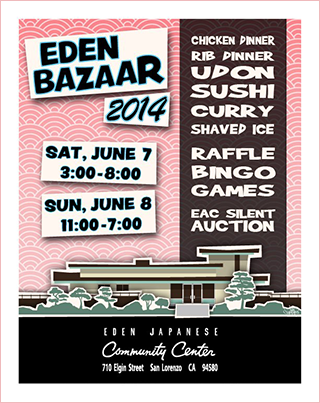 EDEN
BAZAAR
2014
SAT, JUNE 7
3:00-8:00
SUN, JUNE 8
11:00-7:00
CHICKEN DINNER
RIB DINNER
UDON
SUSHI
CURRY
SHAVED ICE
RAFFLE
BINGO
GAMES
EAC SILENT
AUCTION
EDEN JAPANESE
Community Center
710 Elgin Street San Lorenzo CA 94580